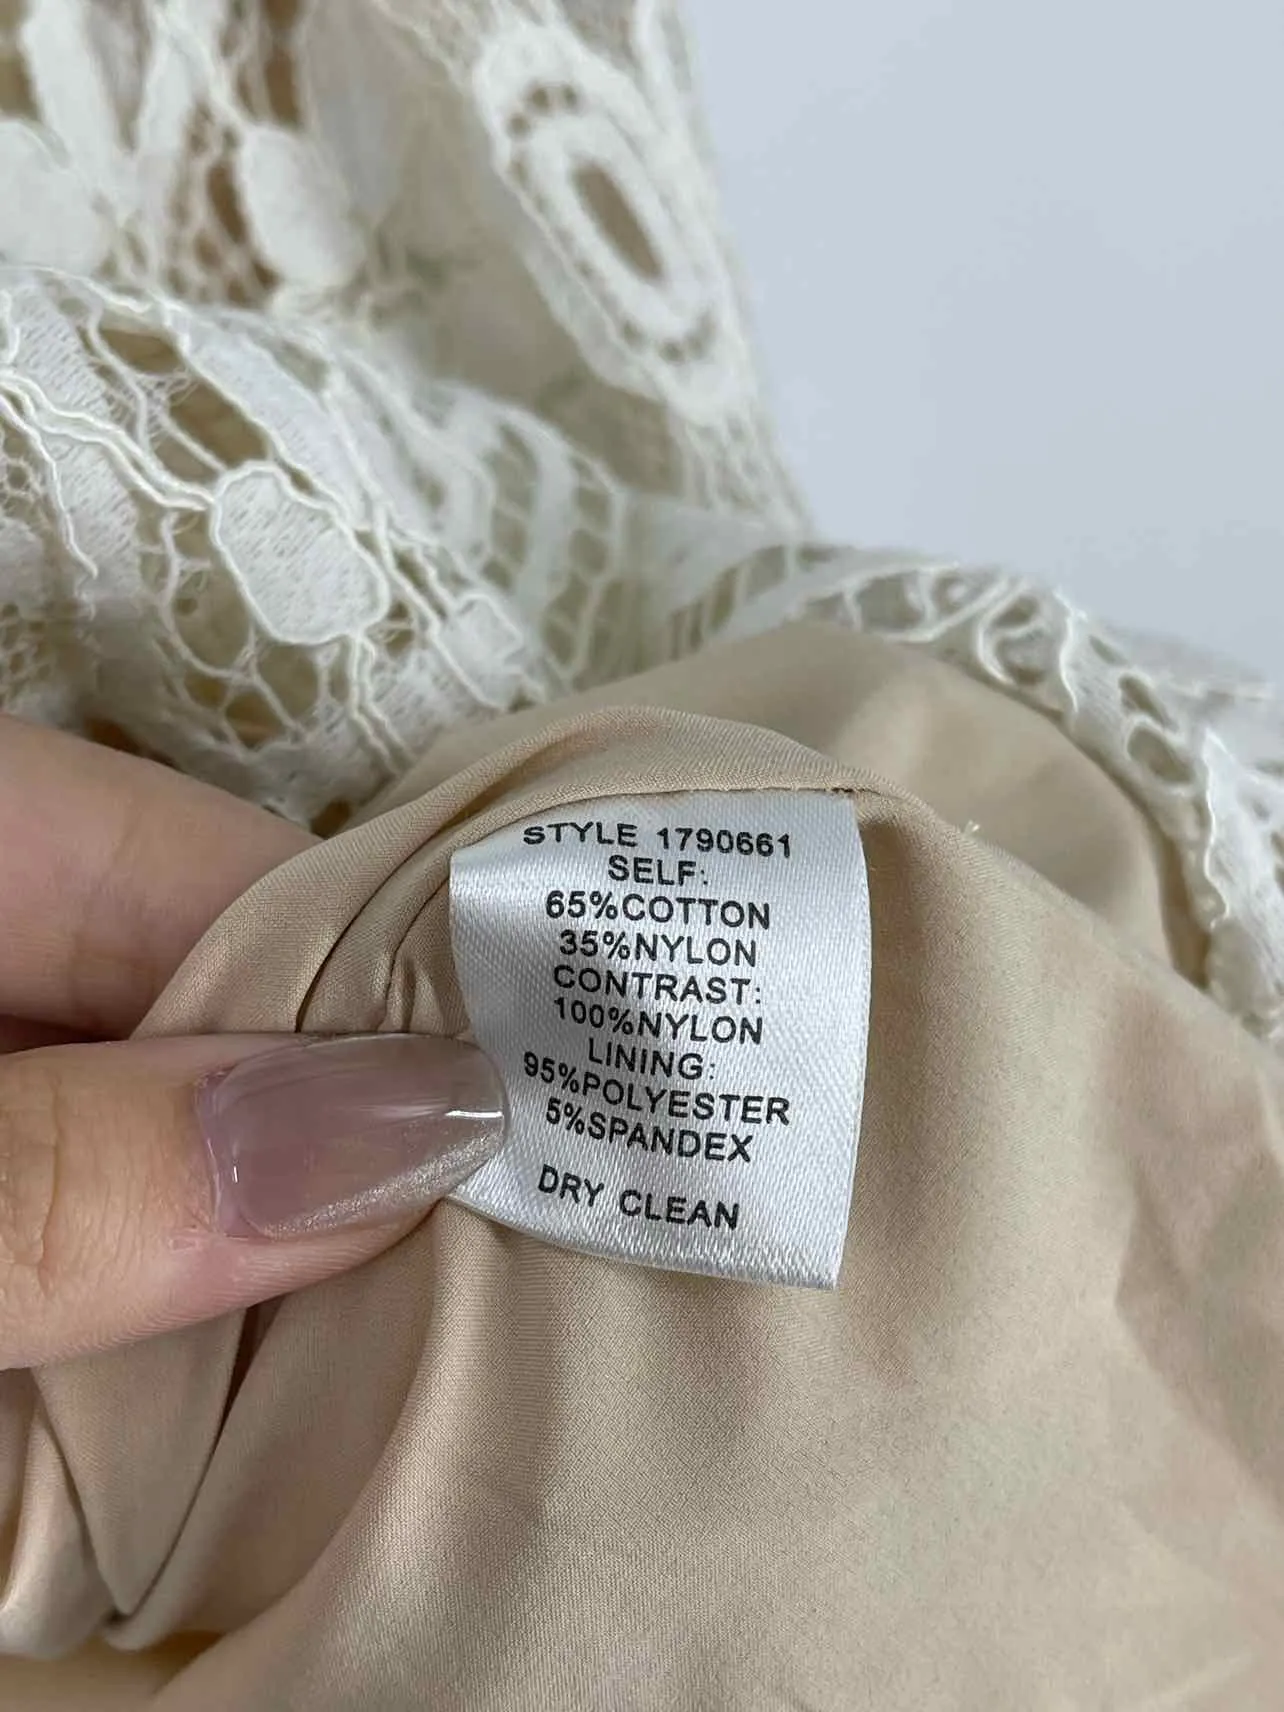 STYLE 1790661
SELF:
65%COTTON
35%NYLON
CONTRAST:
100%NYLON
LINING:
95%POLYESTER
5%SPANDEX
DRY CLEAN